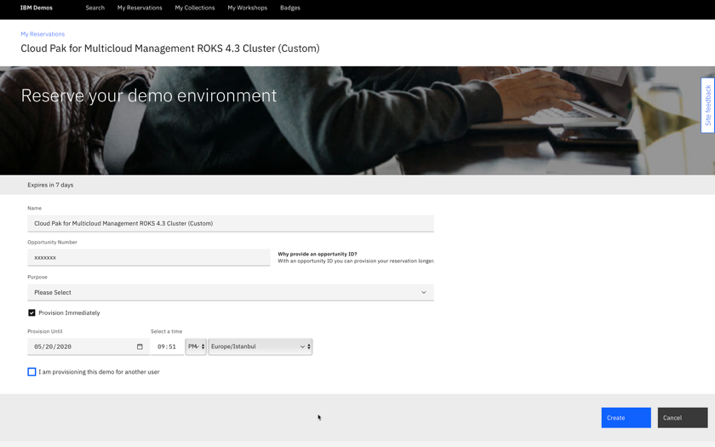 IBM Demos Search My Reservations My Collections My Workshops Badges
My Reservations
Cloud Pak for Multicloud Management ROKS 4.3 Cluster (Custom)
Reserve your demo environment
Site feedback
Expires in 7 days
Name
Cloud Pak for Multicloud Management ROKS 4.3 Cluster (Custom)
Opportunity Number
xxxxxxx
Why provide an opportunity ID?
With an opportunity ID you can provision your reservation longer.
Purpose
Please Select
Provision Immediately
Provision Until Select a time
05/20/2020 09:51 PM Europe/Istanbul
I am provisioning this demo for another user
Create Cancel